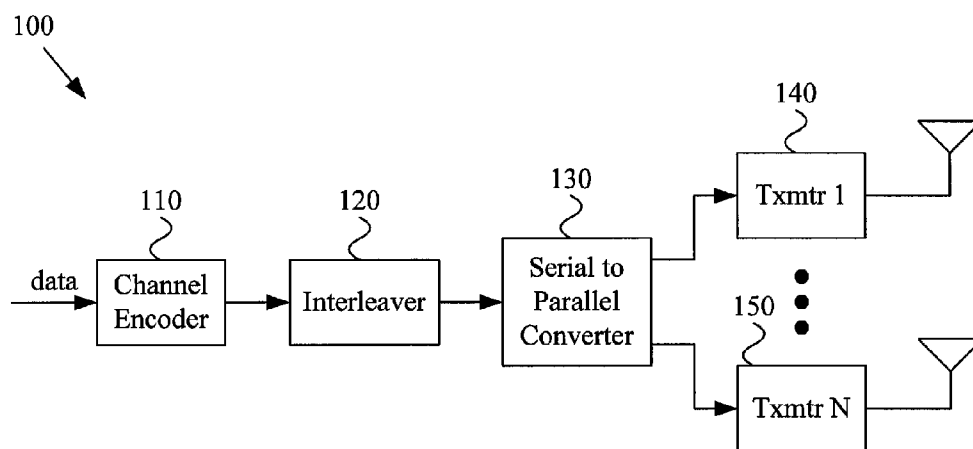 100
140
Txmtr 1
110
120
130
data
Channel
Encoder
Interleaver
Serial to
Parallel
Converter
150
Txmtr N